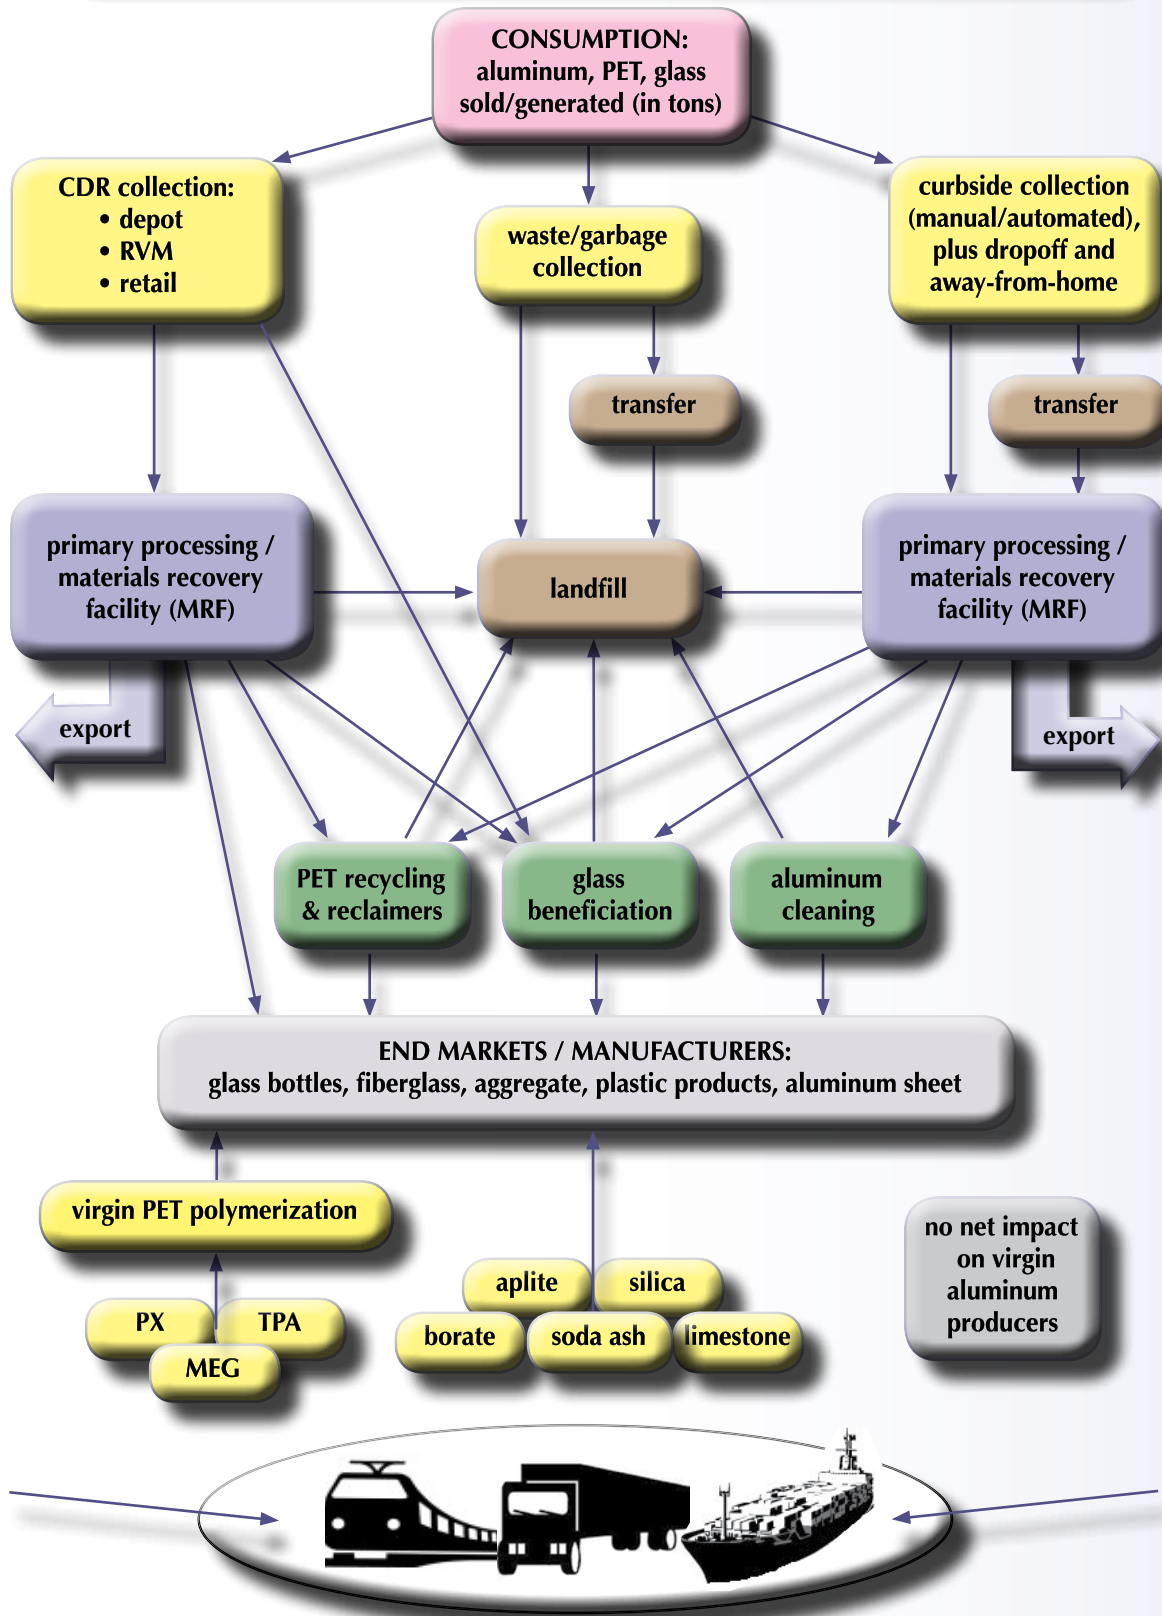 CONSUMPTION:
aluminum, PET, glass
sold/generated (in tons)
CDR collection:
• depot
• RVM
• retail
waste/garbage
collection
curbside collection
(manual/automated),
plus dropoff and
away-from-home
transfer
transfer
primary processing /
materials recovery
facility (MRF)
landfill
primary processing /
materials recovery
facility (MRF)
export
export
PET recycling
& reclaimers
glass
beneficiation
aluminum
cleaning
END MARKETS / MANUFACTURERS:
glass bottles, fiberglass, aggregate, plastic products, aluminum sheet
virgin PET polymerization
PX
TPA
MEG
aplite
silica
borate
soda ash
limestone
no net impact
on virgin
aluminum
producers